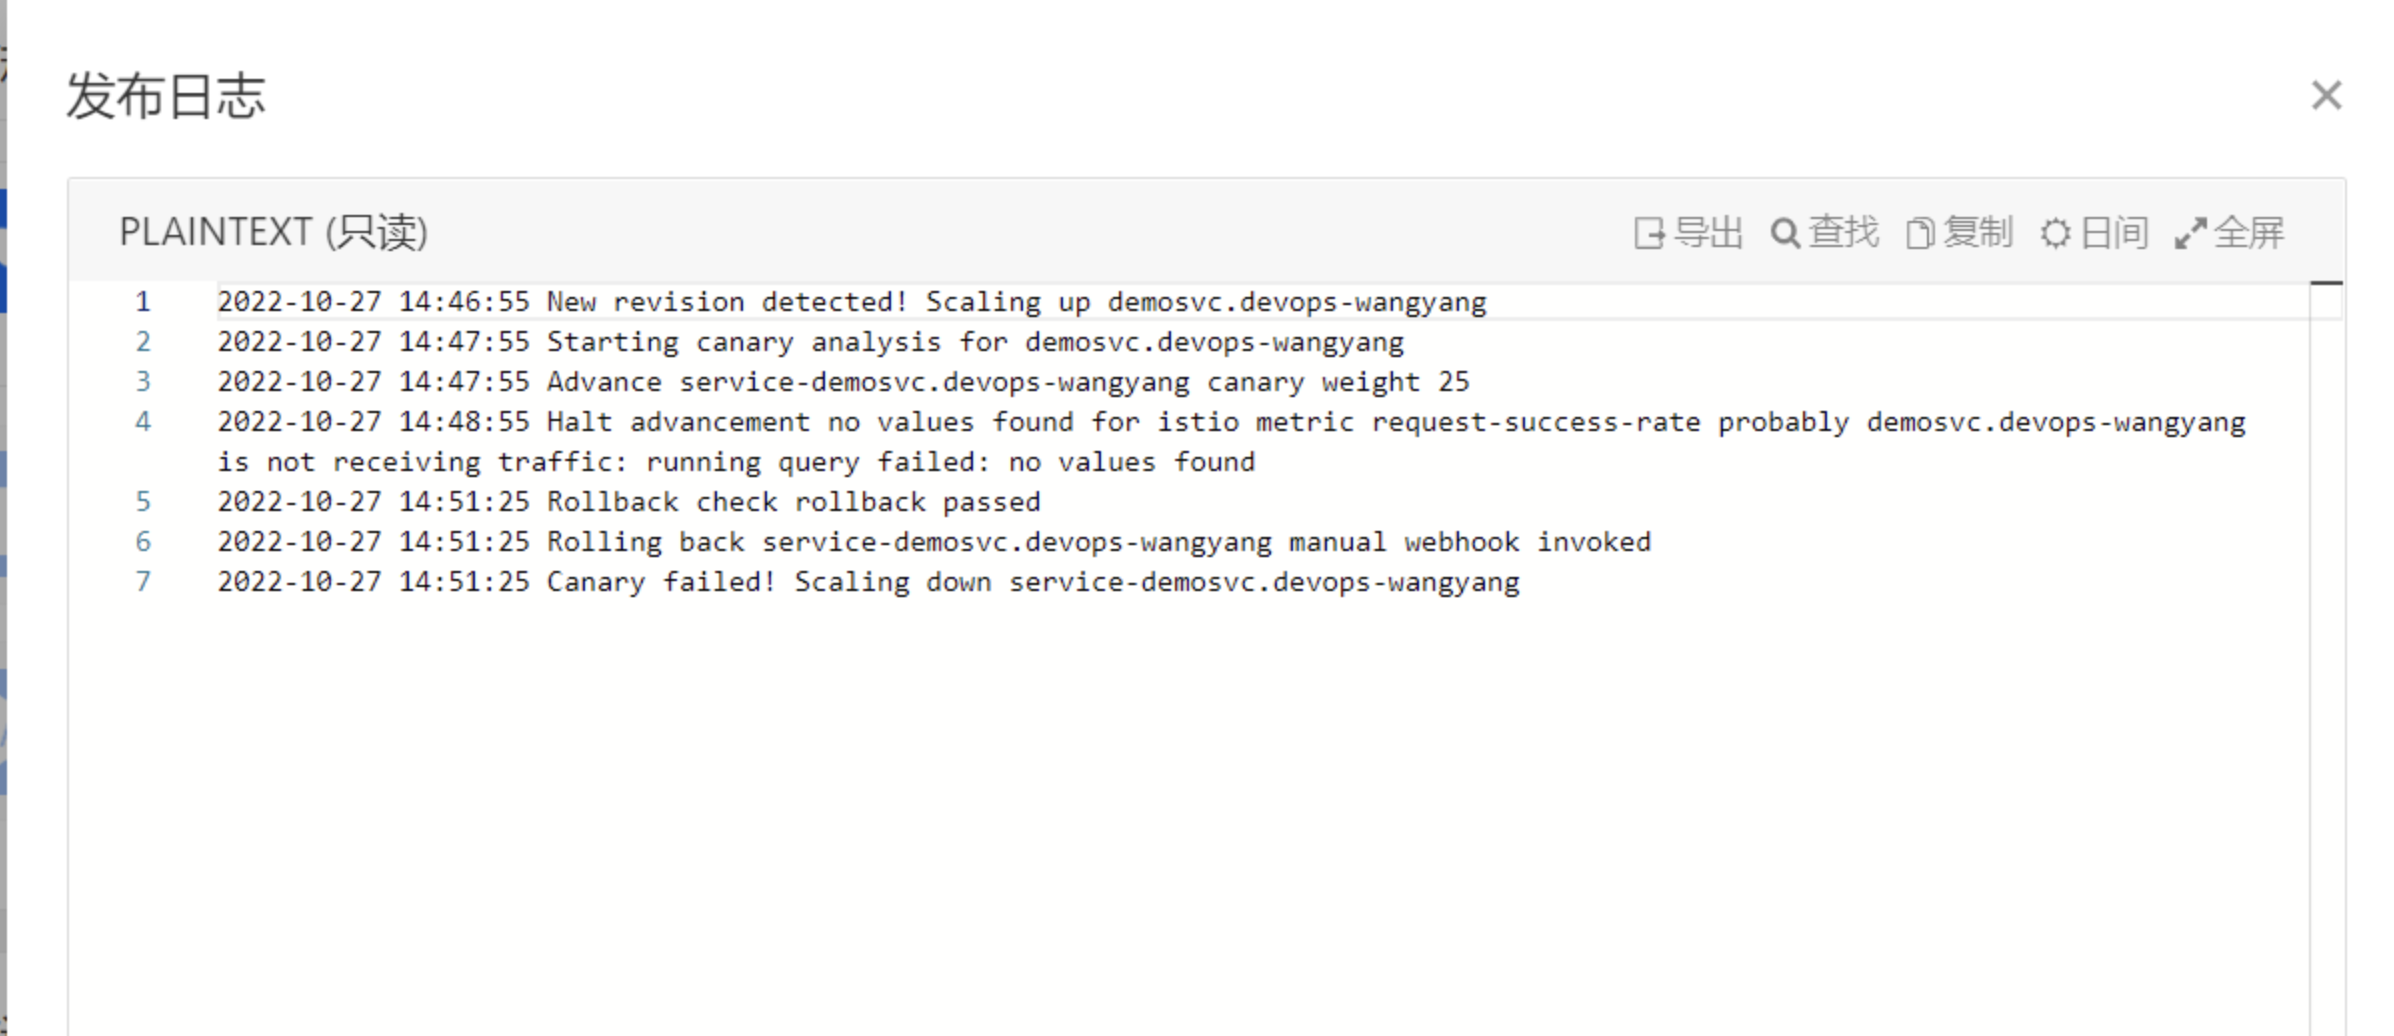 发布日志
PLAINTEXT (只读)
导出 查找 复制 日间 全屏
1 2022-10-27 14:46:55 New revision detected! Scaling up demosvc.devops-wangyang
2 2022-10-27 14:47:55 Starting canary analysis for demosvc.devops-wangyang
3 2022-10-27 14:47:55 Advance service-demosvc.devops-wangyang canary weight 25
4 2022-10-27 14:48:55 Halt advancement no values found for istio metric request-success-rate probably demosvc.devops-wangyang
is not receiving traffic: running query failed: no values found
5 2022-10-27 14:51:25 Rollback check rollback passed
6 2022-10-27 14:51:25 Rolling back service-demosvc.devops-wangyang manual webhook invoked
7 2022-10-27 14:51:25 Canary failed! Scaling down service-demosvc.devops-wangyang